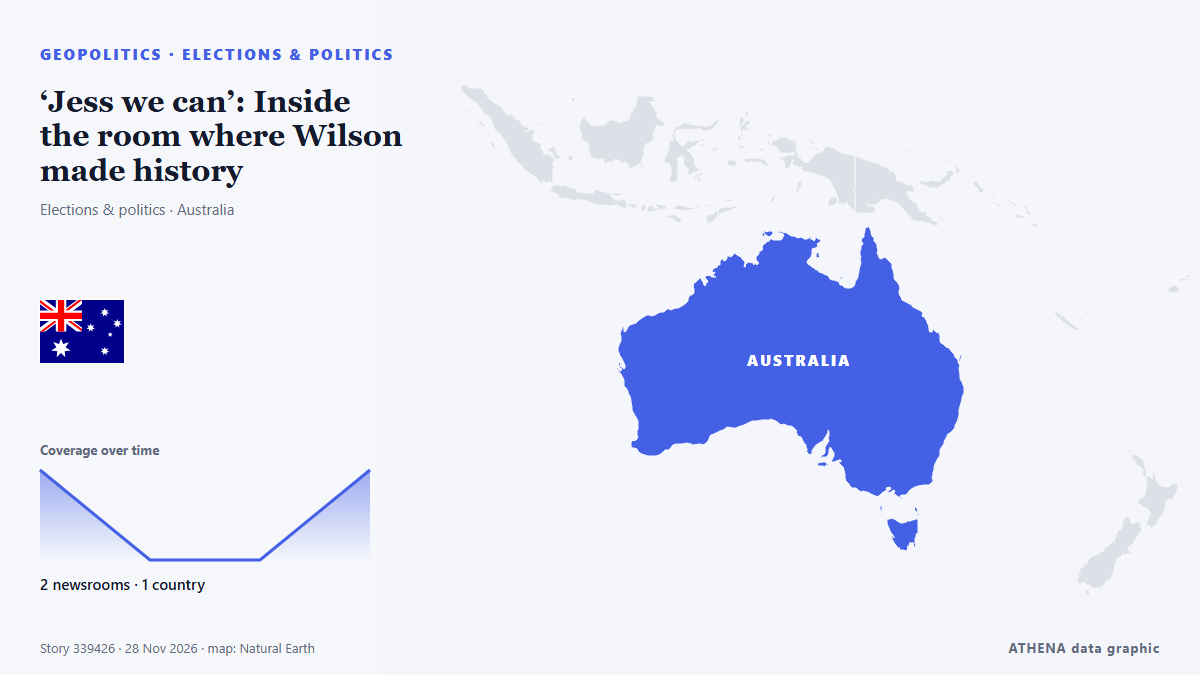 GEOPOLITICS · ELECTIONS & POLITICS
‘Jess we can’: Inside
the room where Wilson
made history
Elections & politics · Australia
AUSTRALIA
Coverage over time
2 newsrooms · 1 country
Story 339426 · 28 Nov 2026 · map: Natural Earth
ATHENA data graphic